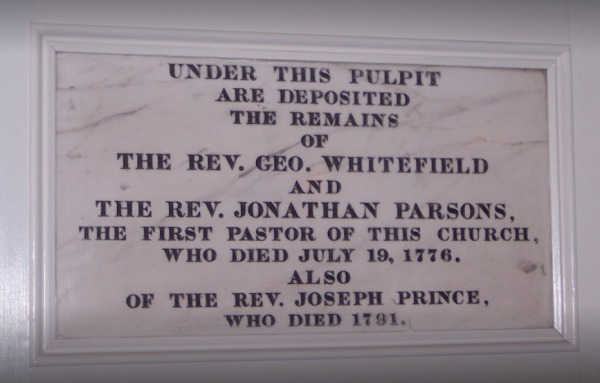 UNDER THIS PULPIT
ARE DEPOSITED
THE REMAINS
OF
THE REV. GEO. WHITEFIELD
AND
THE REV. JONATHAN PARSONS,
THE FIRST PASTOR OF THIS CHURCH,
WHO DIED JULY 19, 1776.
ALSO
OF THE REV. JOSEPH PRINCE,
WHO DIED 1791.